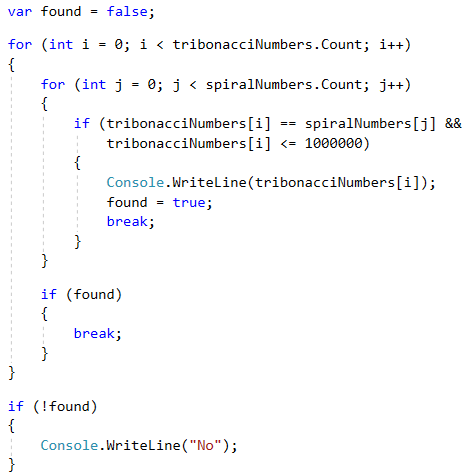 var found = false;
for (int i = 0; i < tribonacciNumbers.Count; i++)
{
    for (int j = 0; j < spiralNumbers.Count; j++)
    {
        if (tribonacciNumbers[i] == spiralNumbers[j] &&
            tribonacciNumbers[i] <= 1000000)
        {
            Console.WriteLine(tribonacciNumbers[i]);
            found = true;
            break;
        }
    }
    if (found)
    {
        break;
    }
}
if (!found)
{
    Console.WriteLine("No");
}